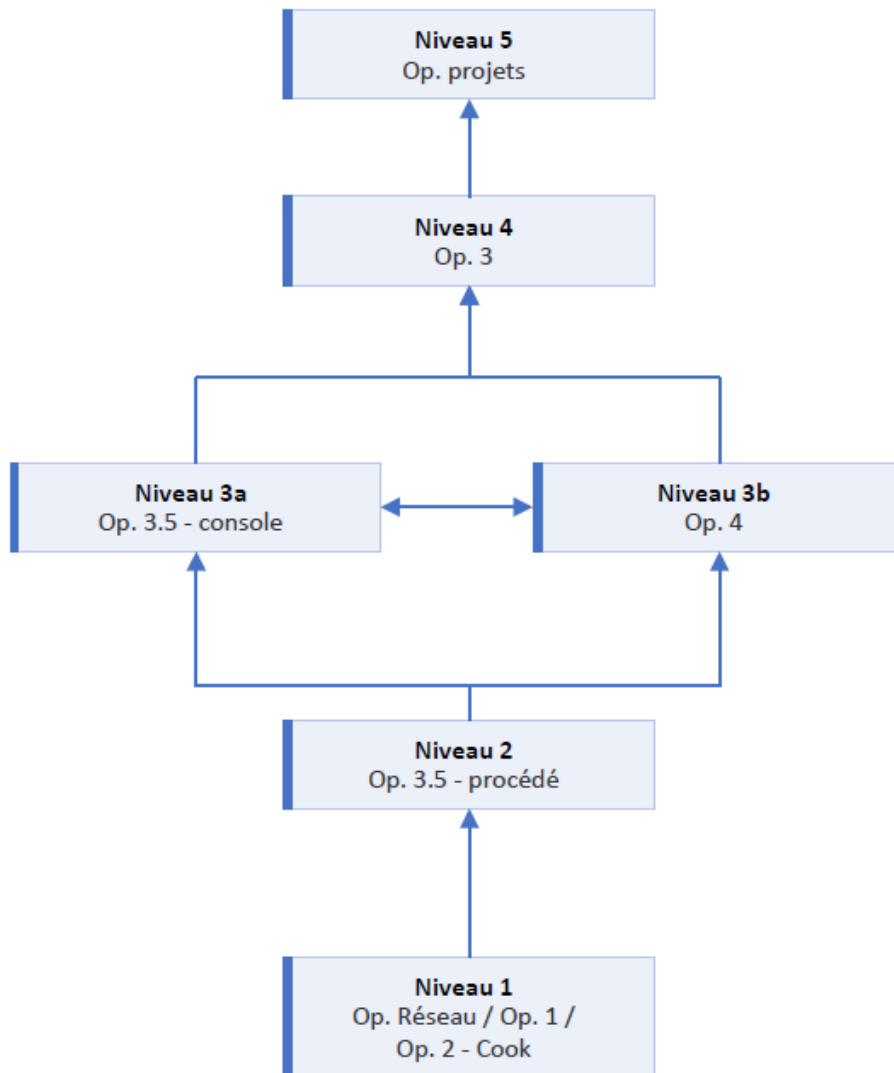 Niveau 5
Op. projets
Niveau 4
Op. 3
Niveau 3a
Op. 3.5 - console
Niveau 3b
Op. 4
Niveau 2
Op. 3.5 - procédé
Niveau 1
Op. Réseau / Op. 1 /
Op. 2 - Cook